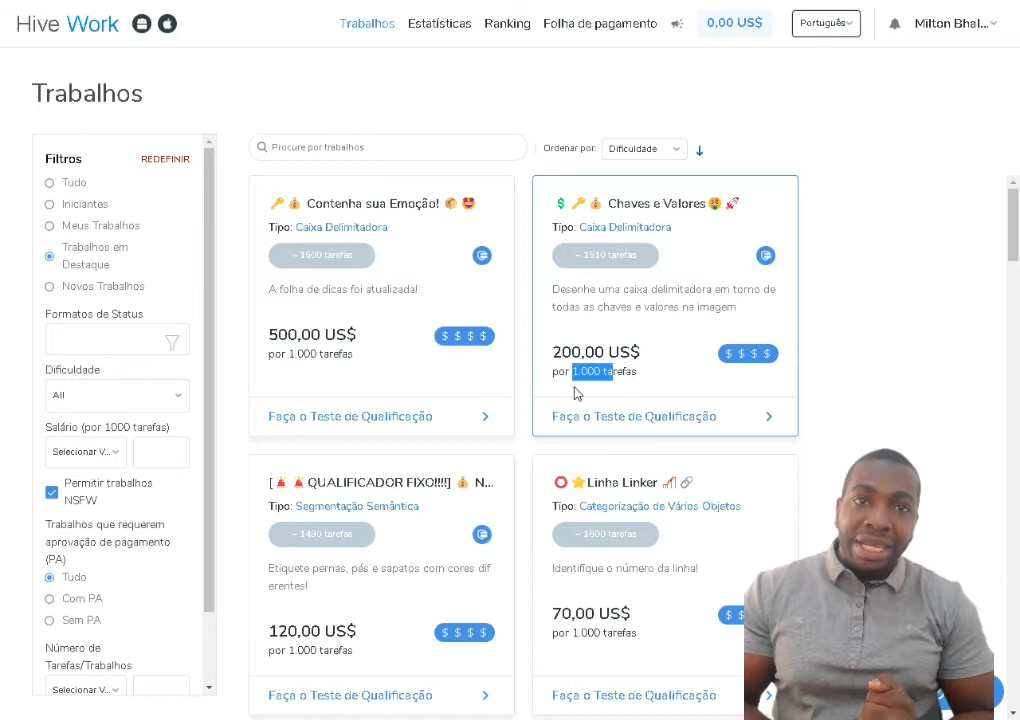 Hive Work
Trabalhos Estatísticas Ranking Folha de pagamento 0,00 US$ Português Milton Bhal...
Trabalhos
Filtros REDEFINIR
Tudo
Iniciantes
Meus Trabalhos
Trabalhos em
Destaque
Novos Trabalhos
Formatos de Status
Dificuldade
All
Salário (por 1000 tarefas)
Selecionar V...
Permitir trabalhos
NSFW
Trabalhos que requerem
aprovação de pagamento
(PA)
Tudo
Com PA
Sem PA
Número de
Tarefas/Trabalhos
Selecionar V...
Procure por trabalhos
Ordenar por: Dificuldade
Contenha sua Emoção!
Tipo: Caixa Delimitadora
~ 1500 tarefas
A folha de dicas foi atualizada!
500,00 US$
$ $ $ $
por 1.000 tarefas
Faça o Teste de Qualificação
Chaves e Valores
Tipo: Caixa Delimitadora
~ 1510 tarefas
Desenhe uma caixa delimitadora em torno de
todas as chaves e valores na imagem
200,00 US$
$ $ $ $
por 1.000 tarefas
Faça o Teste de Qualificação
[ QUALIFICADOR FIXO!!!!] N...
Tipo: Segmentação Semântica
~ 1490 tarefas
Etiquete pernas, pés e sapatos com cores dif
erentes!
120,00 US$
$ $ $ $
por 1.000 tarefas
Faça o Teste de Qualificação
Linha Linker
Tipo: Categorização de Vários Objetos
~ 1500 tarefas
Identifique o número da linha!
70,00 US$
$ $
por 1.000 tarefas
Faça o Teste de Qualificação